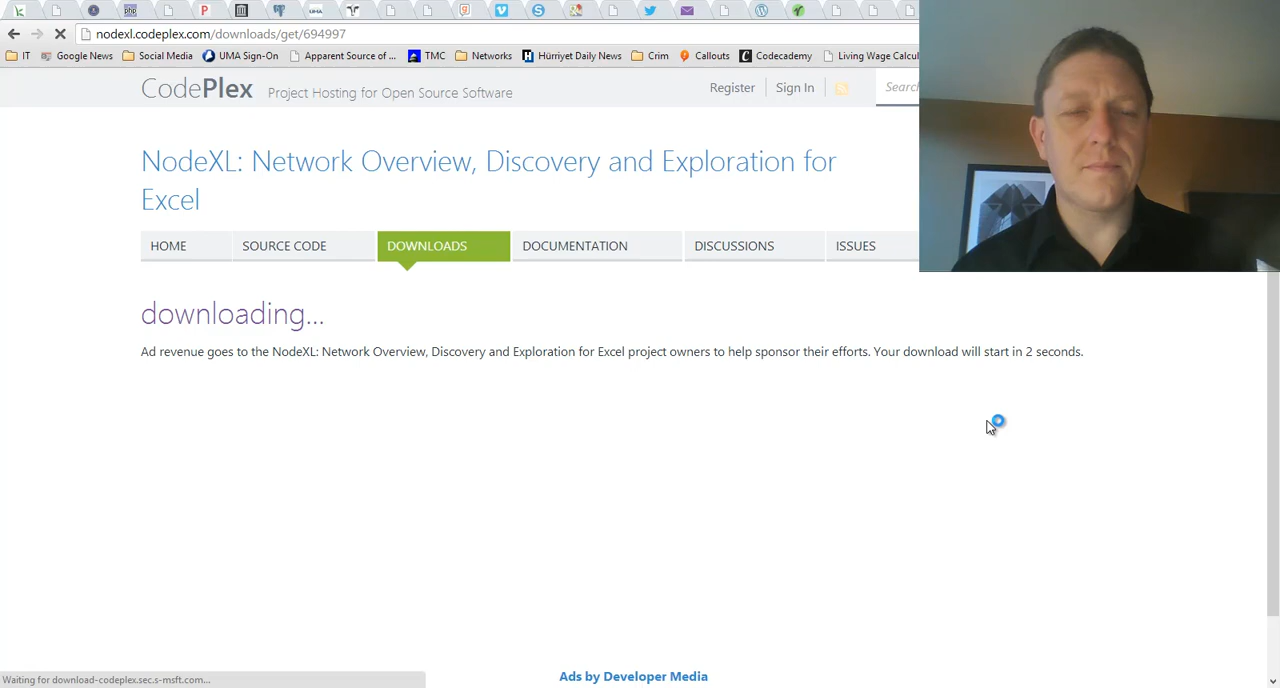 php
P
UMA
g
V
S
nodexl.codeplex.com/downloads/get/694997
IT
Google News
Social Media
UMA Sign-On
Apparent Source of ...
TMC
Networks
Hürriyet Daily News
Crim
Callouts
Codecademy
Living Wage Calcu
CodePlex Project Hosting for Open Source Software
Register
Sign In
Search
NodeXL: Network Overview, Discovery and Exploration for
Excel
HOME
SOURCE CODE
DOWNLOADS
DOCUMENTATION
DISCUSSIONS
ISSUES
downloading...
Ad revenue goes to the NodeXL: Network Overview, Discovery and Exploration for Excel project owners to help sponsor their efforts. Your download will start in 2 seconds.
Ads by Developer Media
Waiting for download-codeplex.sec.s-msft.com...